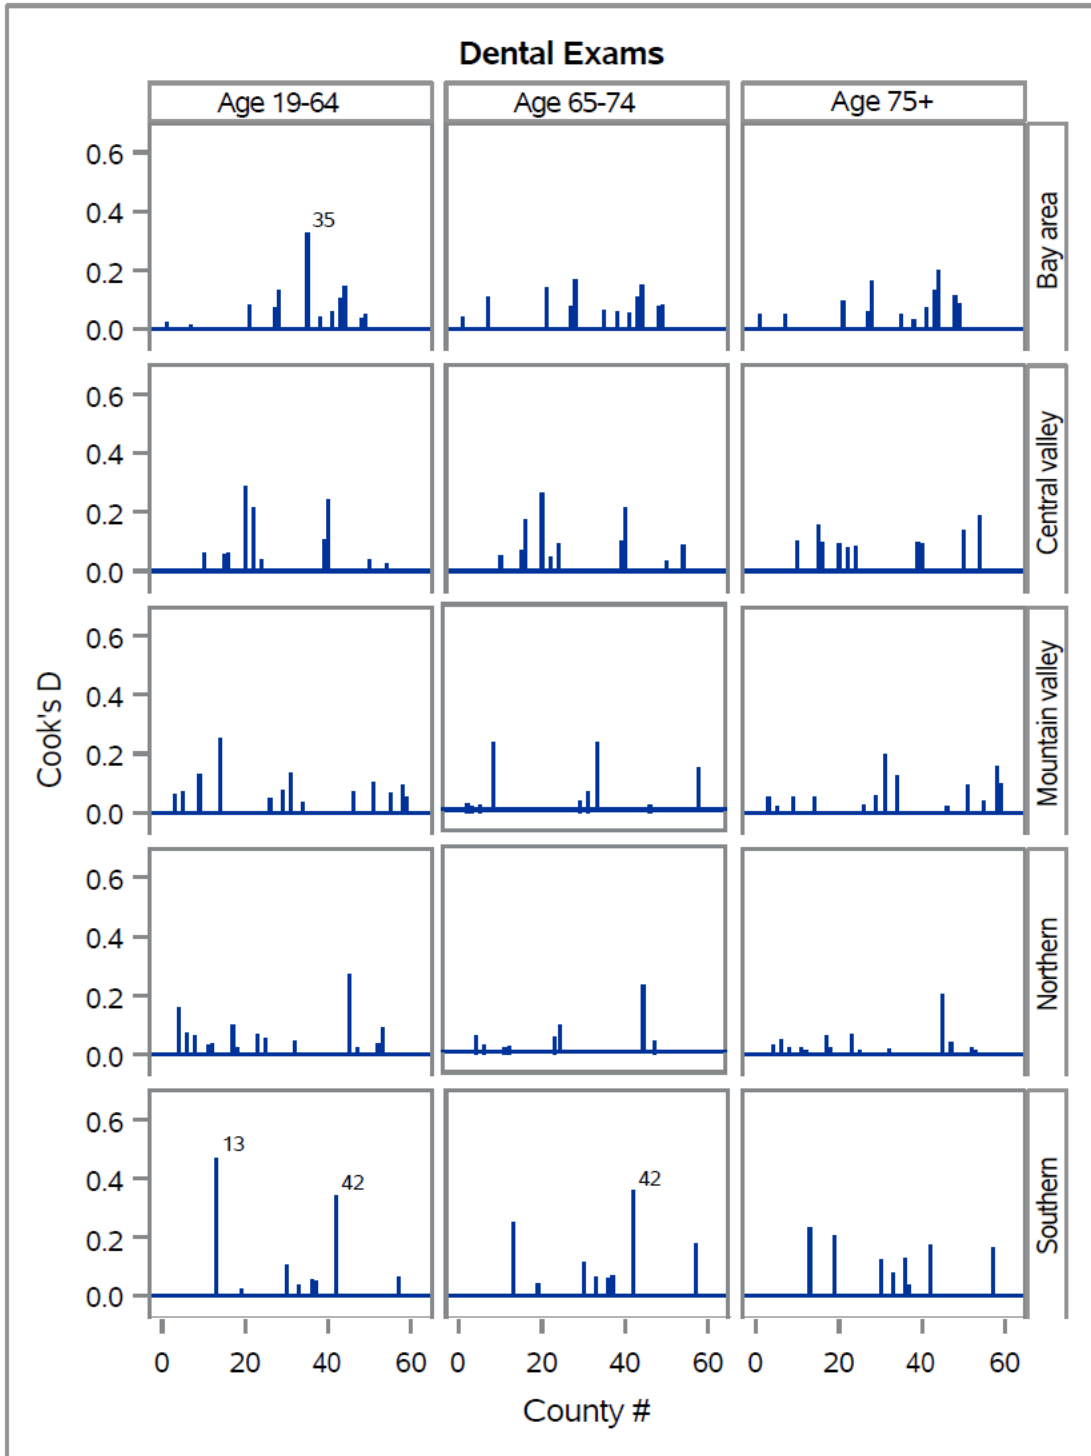 Dental Exams
Age 19-64 Age 65-74 Age 75+
0.6
0.4
0.2
0.0
35
Bay area
0.6
0.4
0.2
0.0
Central valley
Cook's D
0.6
0.4
0.2
0.0
Mountain valley
0.6
0.4
0.2
0.0
Northern
0.6
0.4
0.2
0.0
13
42
42
Southern
0 20 40 60 0 20 40 60 0 20 40 60
County #